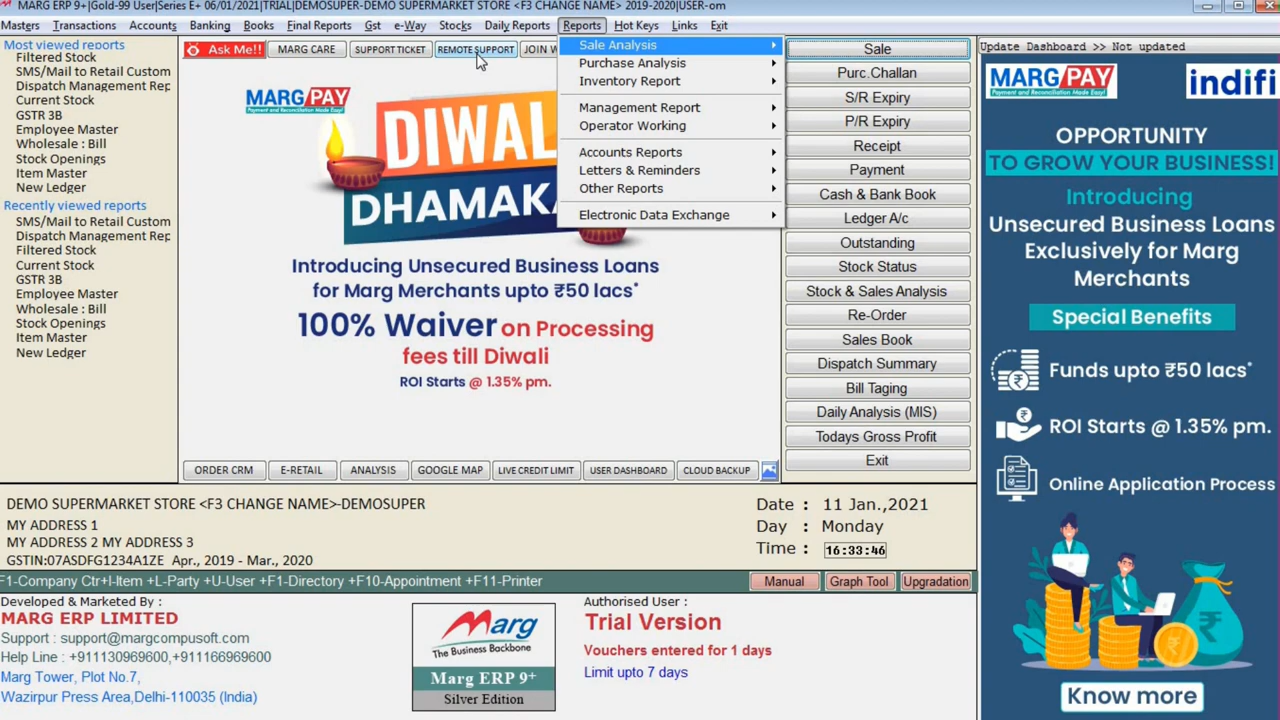 MARG ERP 9+|Gold-99 User|Series E+ 06/01/2021|TRIAL|DEMOSUPER-DEMO SUPERMARKET STORE <F3 CHANGE NAME> 2019-2020|USER-om
Masters Transactions Accounts Banking Books Final Reports Gst e-Way Stocks Daily Reports Reports Hot Keys Links Exit
Most viewed reports
Filtered Stock
SMS/Mail to Retail Custom
Dispatch Management Rep
Current Stock
GSTR 3B
Employee Master
Wholesale : Bill
Stock Openings
Item Master
New Ledger
Recently viewed reports
SMS/Mail to Retail Custom
Dispatch Management Rep
Filtered Stock
Current Stock
GSTR 3B
Employee Master
Wholesale : Bill
Stock Openings
Item Master
New Ledger
Ask Me!! MARG CARE SUPPORT TICKET REMOTE SUPPORT JOIN W
MARG PAY
Payment and Reconciliation Made Easy!
DIWAL
DHAMAKA
Introducing Unsecured Business Loans
for Marg Merchants upto ₹50 lacs*
100% Waiver on Processing
fees till Diwali
ROI Starts @ 1.35% pm.
ORDER CRM E-RETAIL ANALYSIS GOOGLE MAP LIVE CREDIT LIMIT USER DASHBOARD CLOUD BACKUP
Sale Analysis
Purchase Analysis
Inventory Report
Management Report
Operator Working
Accounts Reports
Letters & Reminders
Other Reports
Electronic Data Exchange
Sale
Purc.Challan
S/R Expiry
P/R Expiry
Receipt
Payment
Cash & Bank Book
Ledger A/c
Outstanding
Stock Status
Stock & Sales Analysis
Re-Order
Sales Book
Dispatch Summary
Bill Taging
Daily Analysis (MIS)
Todays Gross Profit
Exit
Update Dashboard >> Not updated
MARG PAY
Payment and Reconciliation Made Easy!
indifi
OPPORTUNITY
TO GROW YOUR BUSINESS!
Introducing
Unsecured Business Loans
Exclusively for Marg
Merchants
Special Benefits
Funds upto ₹50 lacs*
ROI Starts @ 1.35% pm.
Online Application Process
Know more
DEMO SUPERMARKET STORE <F3 CHANGE NAME>-DEMOSUPER
MY ADDRESS 1
MY ADDRESS 2 MY ADDRESS 3
GSTIN:07ASDFG1234A1ZE Apr., 2019 - Mar., 2020
Date : 11 Jan.,2021
Day : Monday
Time : 16:33:46
F1-Company Ctr+I-Item +L-Party +U-User +F1-Directory +F10-Appointment +F11-Printer
Manual Graph Tool Upgradation
Developed & Marketed By :
MARG ERP LIMITED
Support : support@margcompusoft.com
Help Line : +911130969600,+911166969600
Marg Tower, Plot No.7,
Wazirpur Press Area,Delhi-110035 (India)
Marg
The Business Backbone
Marg ERP 9+
Silver Edition
Authorised User :
Trial Version
Vouchers entered for 1 days
Limit upto 7 days